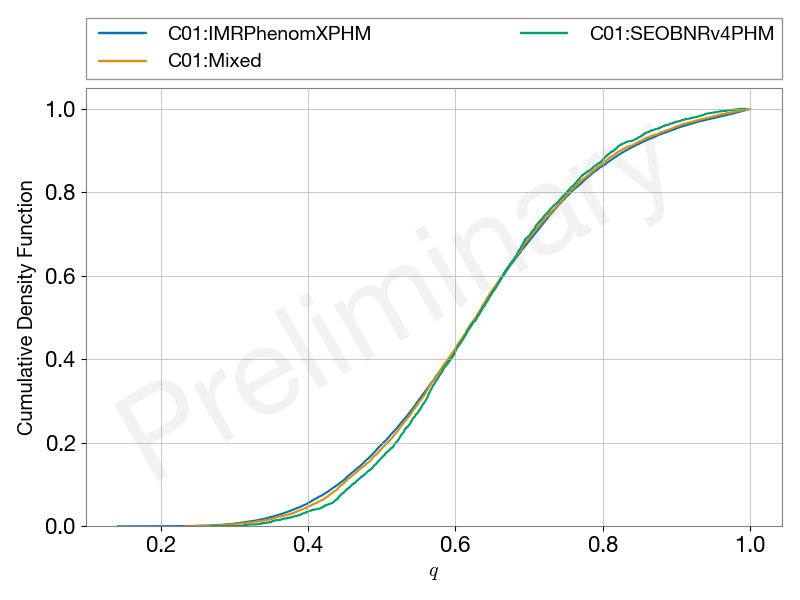 C01:IMRPhenomXPHM
C01:Mixed
C01:SEOBNRv4PHM
Preliminary
Cumulative Density Function
1.0
0.8
0.6
0.4
0.2
0.0
0.2
0.4
0.6
0.8
1.0
q